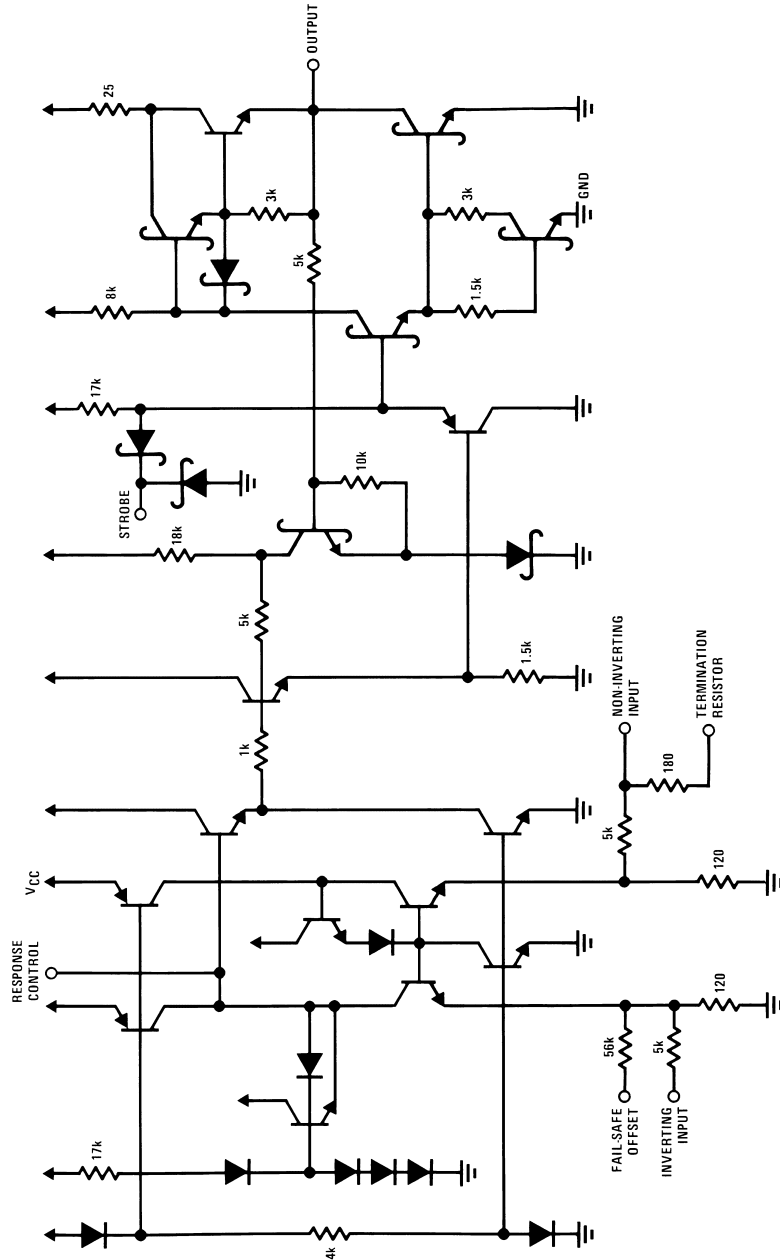 RESPONSE
CONTROL
VCC
17k
17k
8k
25
STROBE
18k
1k
5k
3k
5k
OUTPUT
4k
10k
1.5k
3k
1.5k
GND
56k
5k
NON-INVERTING
INPUT
FAIL-SAFE
OFFSET
5k
180
INVERTING
INPUT
TERMINATION
RESISTOR
120
120